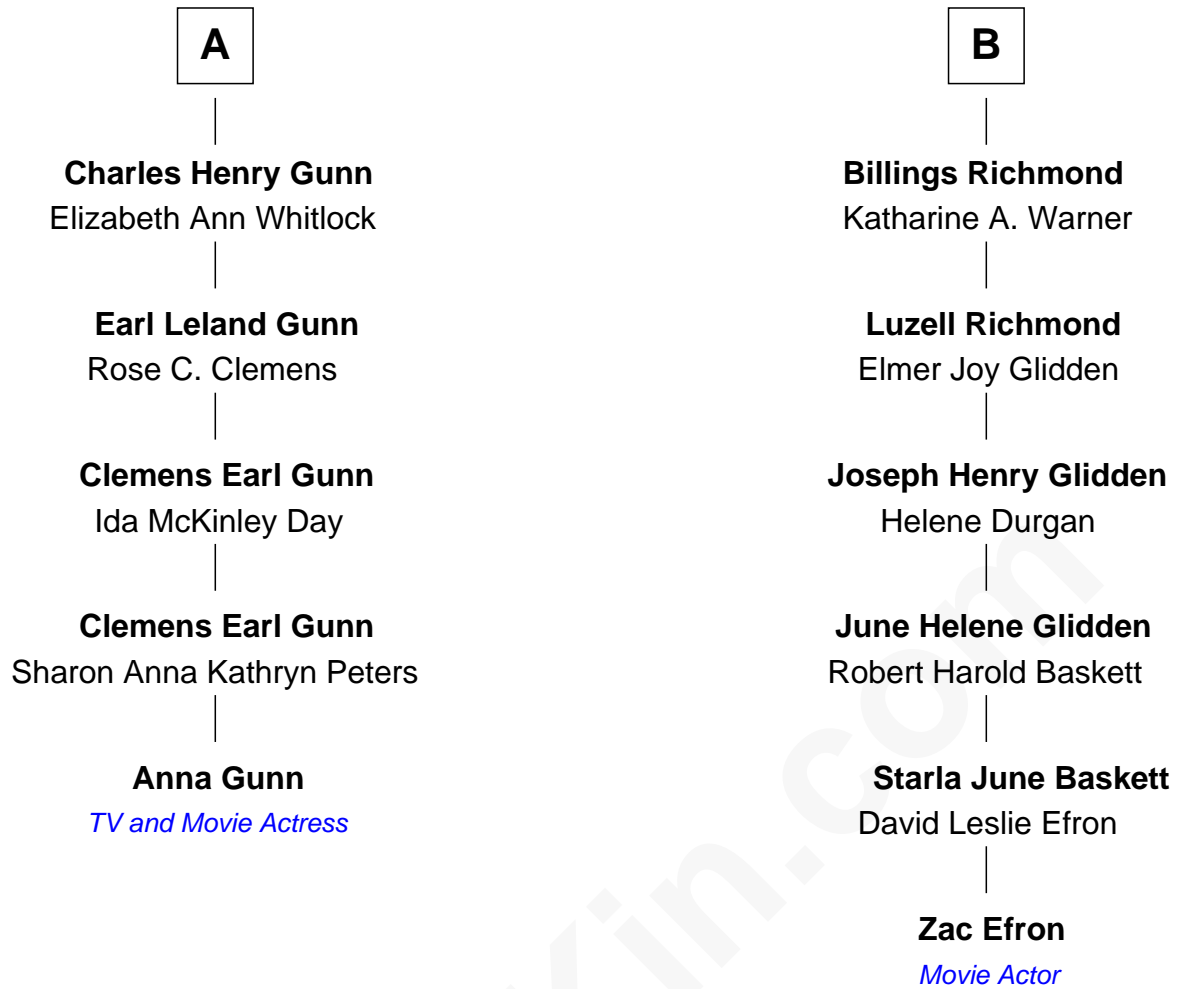 A
Charles Henry Gunn
Elizabeth Ann Whitlock
Earl Leland Gunn
Rose C. Clemens
Clemens Earl Gunn
Ida McKinley Day
Clemens Earl Gunn
Sharon Anna Kathryn Peters
Anna Gunn
TV and Movie Actress
B
Billings Richmond
Katharine A. Warner
Luzell Richmond
Elmer Joy Glidden
Joseph Henry Glidden
Helene Durgan
June Helene Glidden
Robert Harold Baskett
Starla June Baskett
David Leslie Efron
Zac Efron
Movie Actor
Kin.com